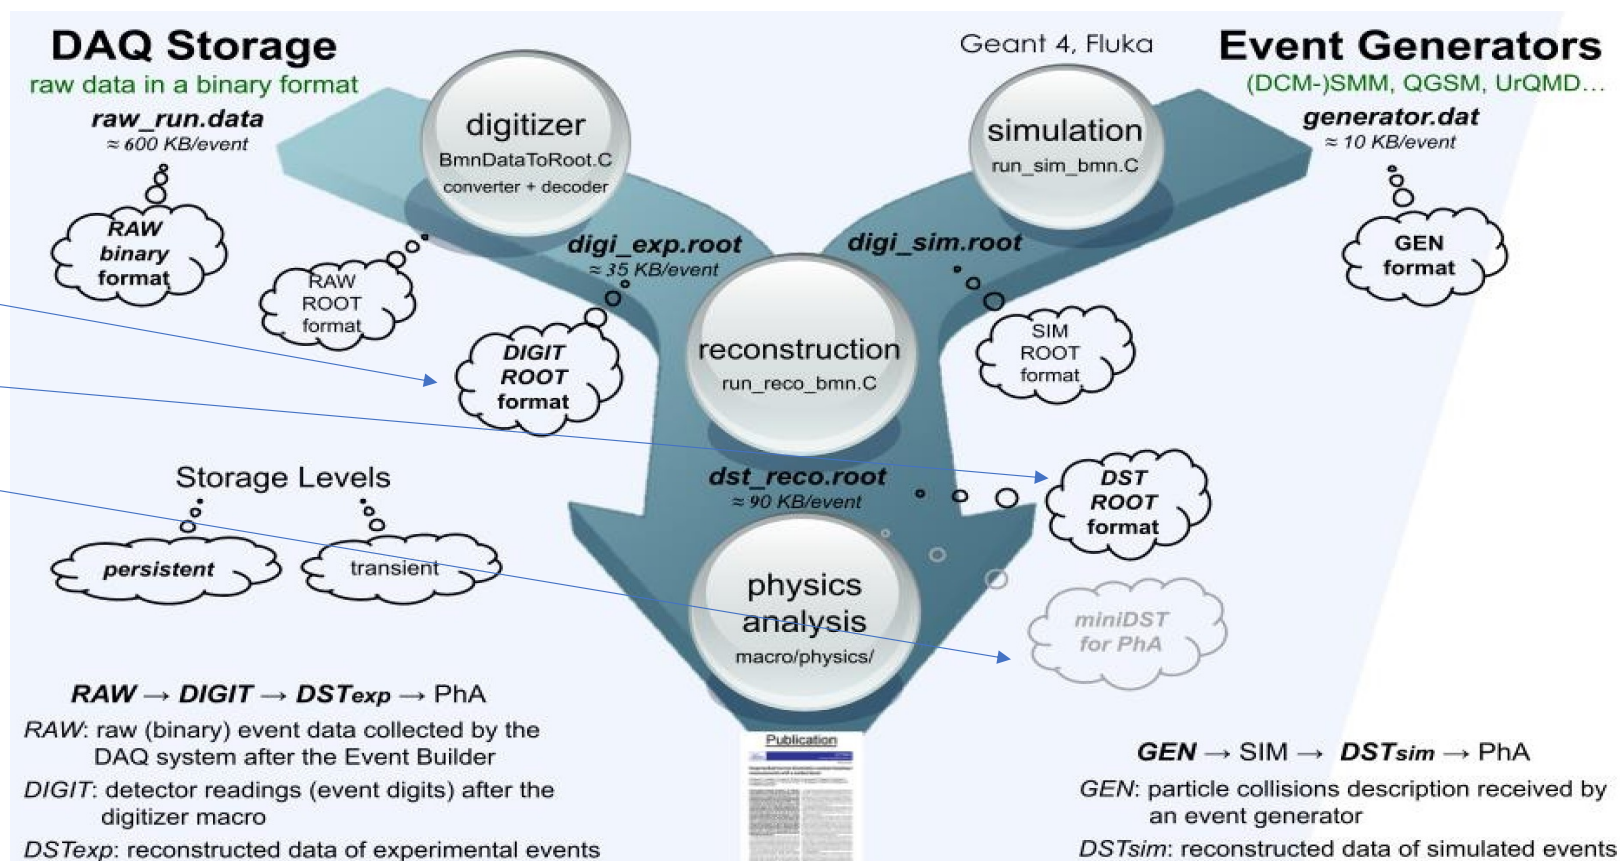 DAQ Storage
raw data in a binary format
raw_run.data
≈ 600 KB/event
RAW
binary
format
RAW
ROOT
format
digitizer
BmnDataToRoot.C
converter + decoder
digi_exp.root
≈ 35 KB/event
DIGIT
ROOT
format
Geant 4, Fluka
simulation
run_sim_bmn.C
digi_sim.root
SIM
ROOT
format
Event Generators
(DCM-)SMM, QGSM, UrQMD…
generator.dat
≈ 10 KB/event
GEN
format
reconstruction
run_reco_bmn.C
dst_reco.root
≈ 90 KB/event
DST
ROOT
format
miniDST
for PhA
Storage Levels
persistent
transient
physics
analysis
macro/physics/
Publication
RAW → DIGIT → DSTexp → PhA
RAW: raw (binary) event data collected by the
DAQ system after the Event Builder
DIGIT: detector readings (event digits) after the
digitizer macro
DSTexp: reconstructed data of experimental events
GEN → SIM → DSTsim → PhA
GEN: particle collisions description received by
an event generator
DSTsim: reconstructed data of simulated events